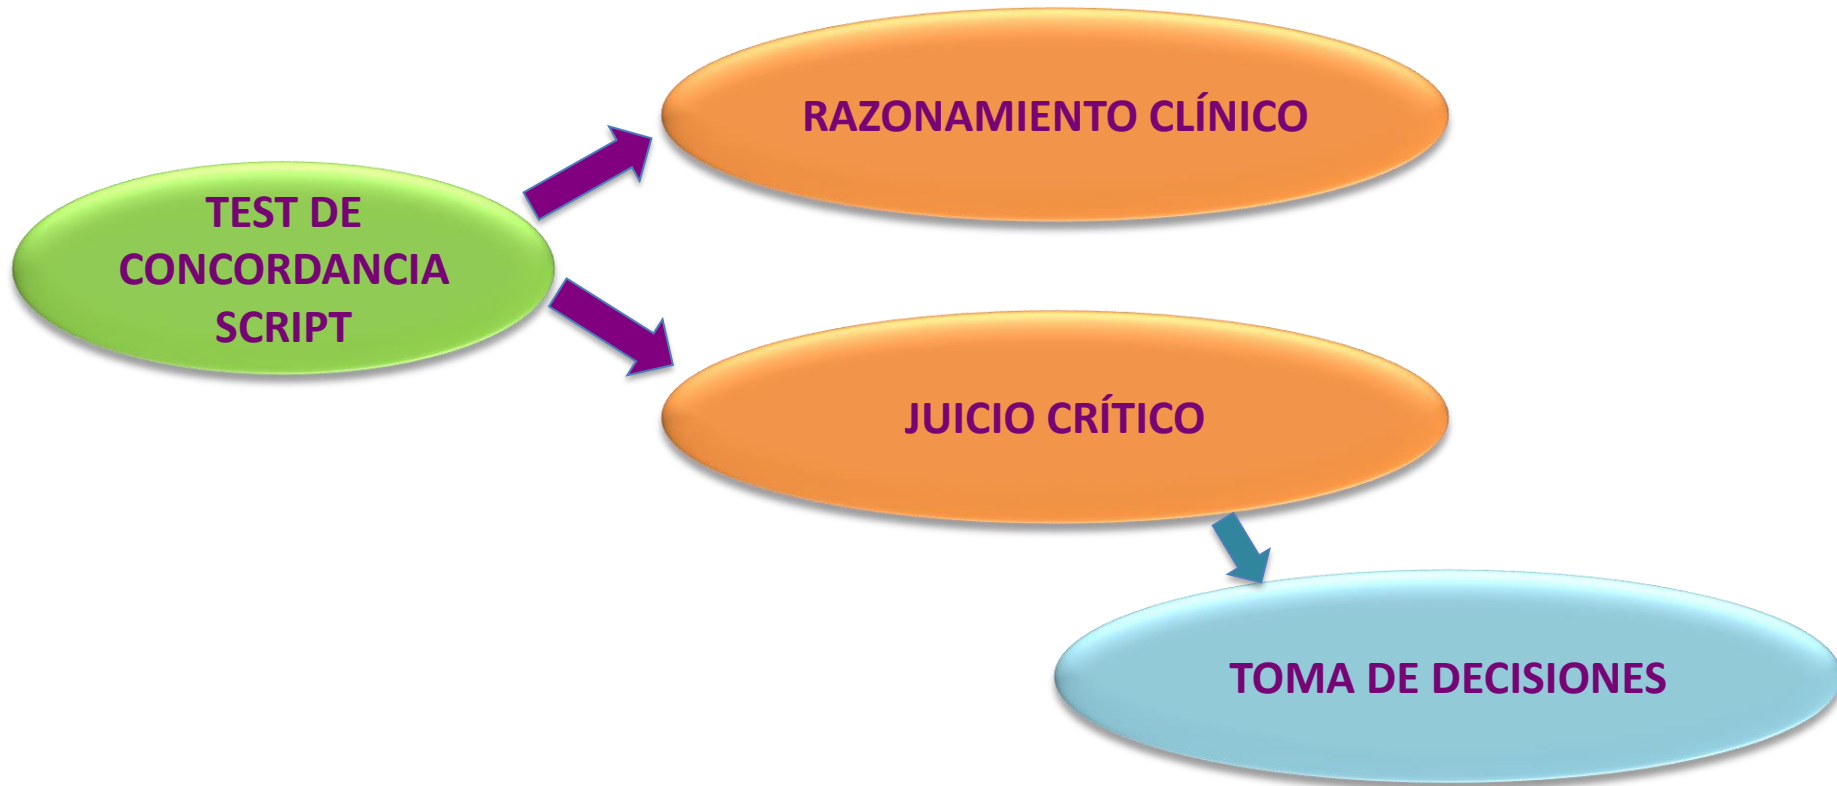 RAZONAMIENTO CLÍNICO
TEST DE
CONCORDANCIA
SCRIPT
JUICIO CRÍTICO
TOMA DE DECISIONES